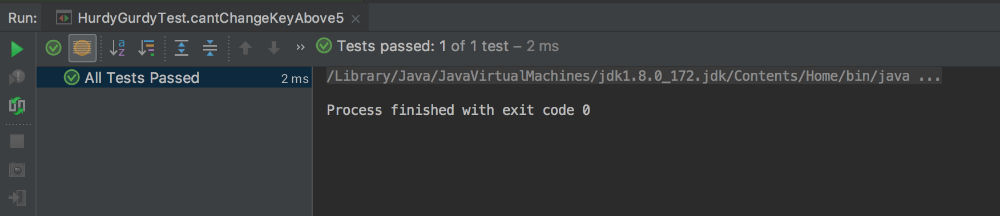 Run: HurdyGurdyTest.cantChangeKeyAbove5 ×
a z » Tests passed: 1 of 1 test – 2 ms
All Tests Passed 2 ms
/Library/Java/JavaVirtualMachines/jdk1.8.0_172.jdk/Contents/Home/bin/java ...
Process finished with exit code 0